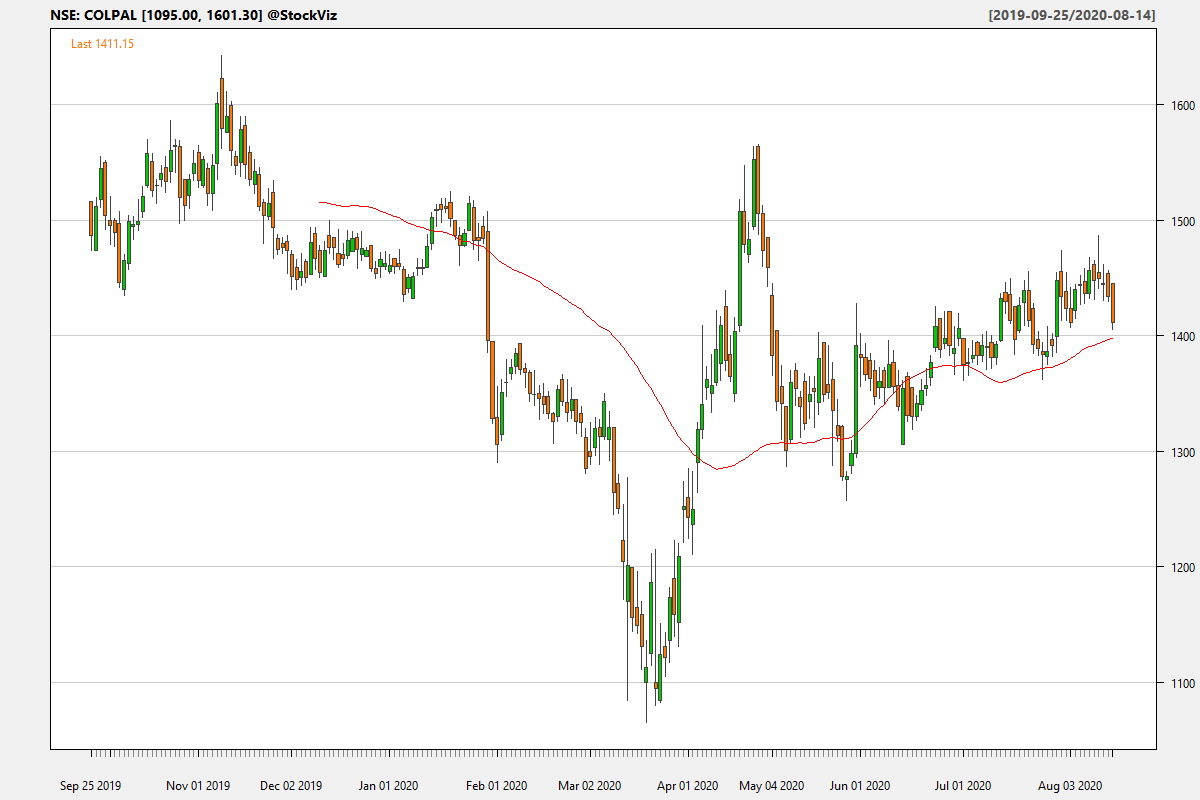 NSE: COLPAL [1095.00, 1601.30] @StockViz
[2019-09-25/2020-08-14]
Last 1411.15
1600
1500
1400
1300
1200
1100
Sep 25 2019
Nov 01 2019
Dec 02 2019
Jan 01 2020
Feb 01 2020
Mar 02 2020
Apr 01 2020
May 04 2020
Jun 01 2020
Jul 01 2020
Aug 03 2020